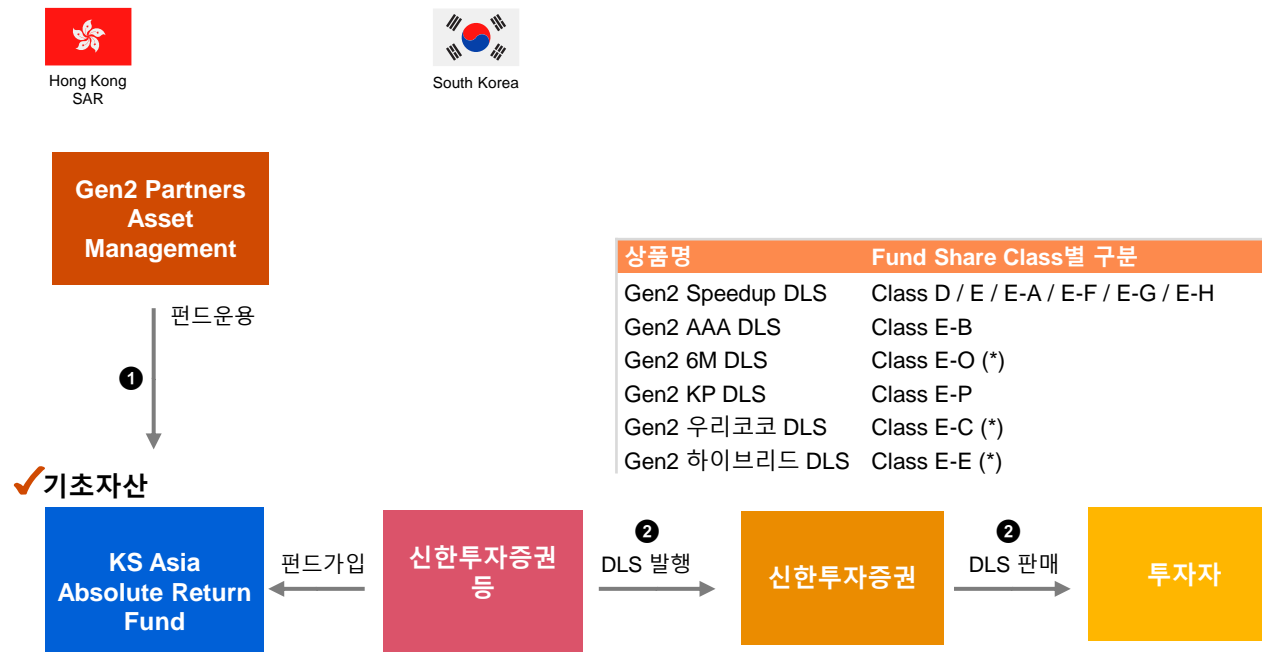 Hong Kong
SAR
South Korea
Gen2 Partners
Asset
Management
펀드운용
❶
상품명 Fund Share Class별 구분
Gen2 Speedup DLS Class D / E / E-A / E-F / E-G / E-H
Gen2 AAA DLS Class E-B
Gen2 6M DLS Class E-O (*)
Gen2 KP DLS Class E-P
Gen2 우리코코 DLS Class E-C (*)
Gen2 하이브리드 DLS Class E-E (*)
✓기초자산
KS Asia
Absolute Return
Fund
펀드가입
신한투자증권
등
❷
DLS 발행
신한투자증권
❷
DLS 판매
투자자